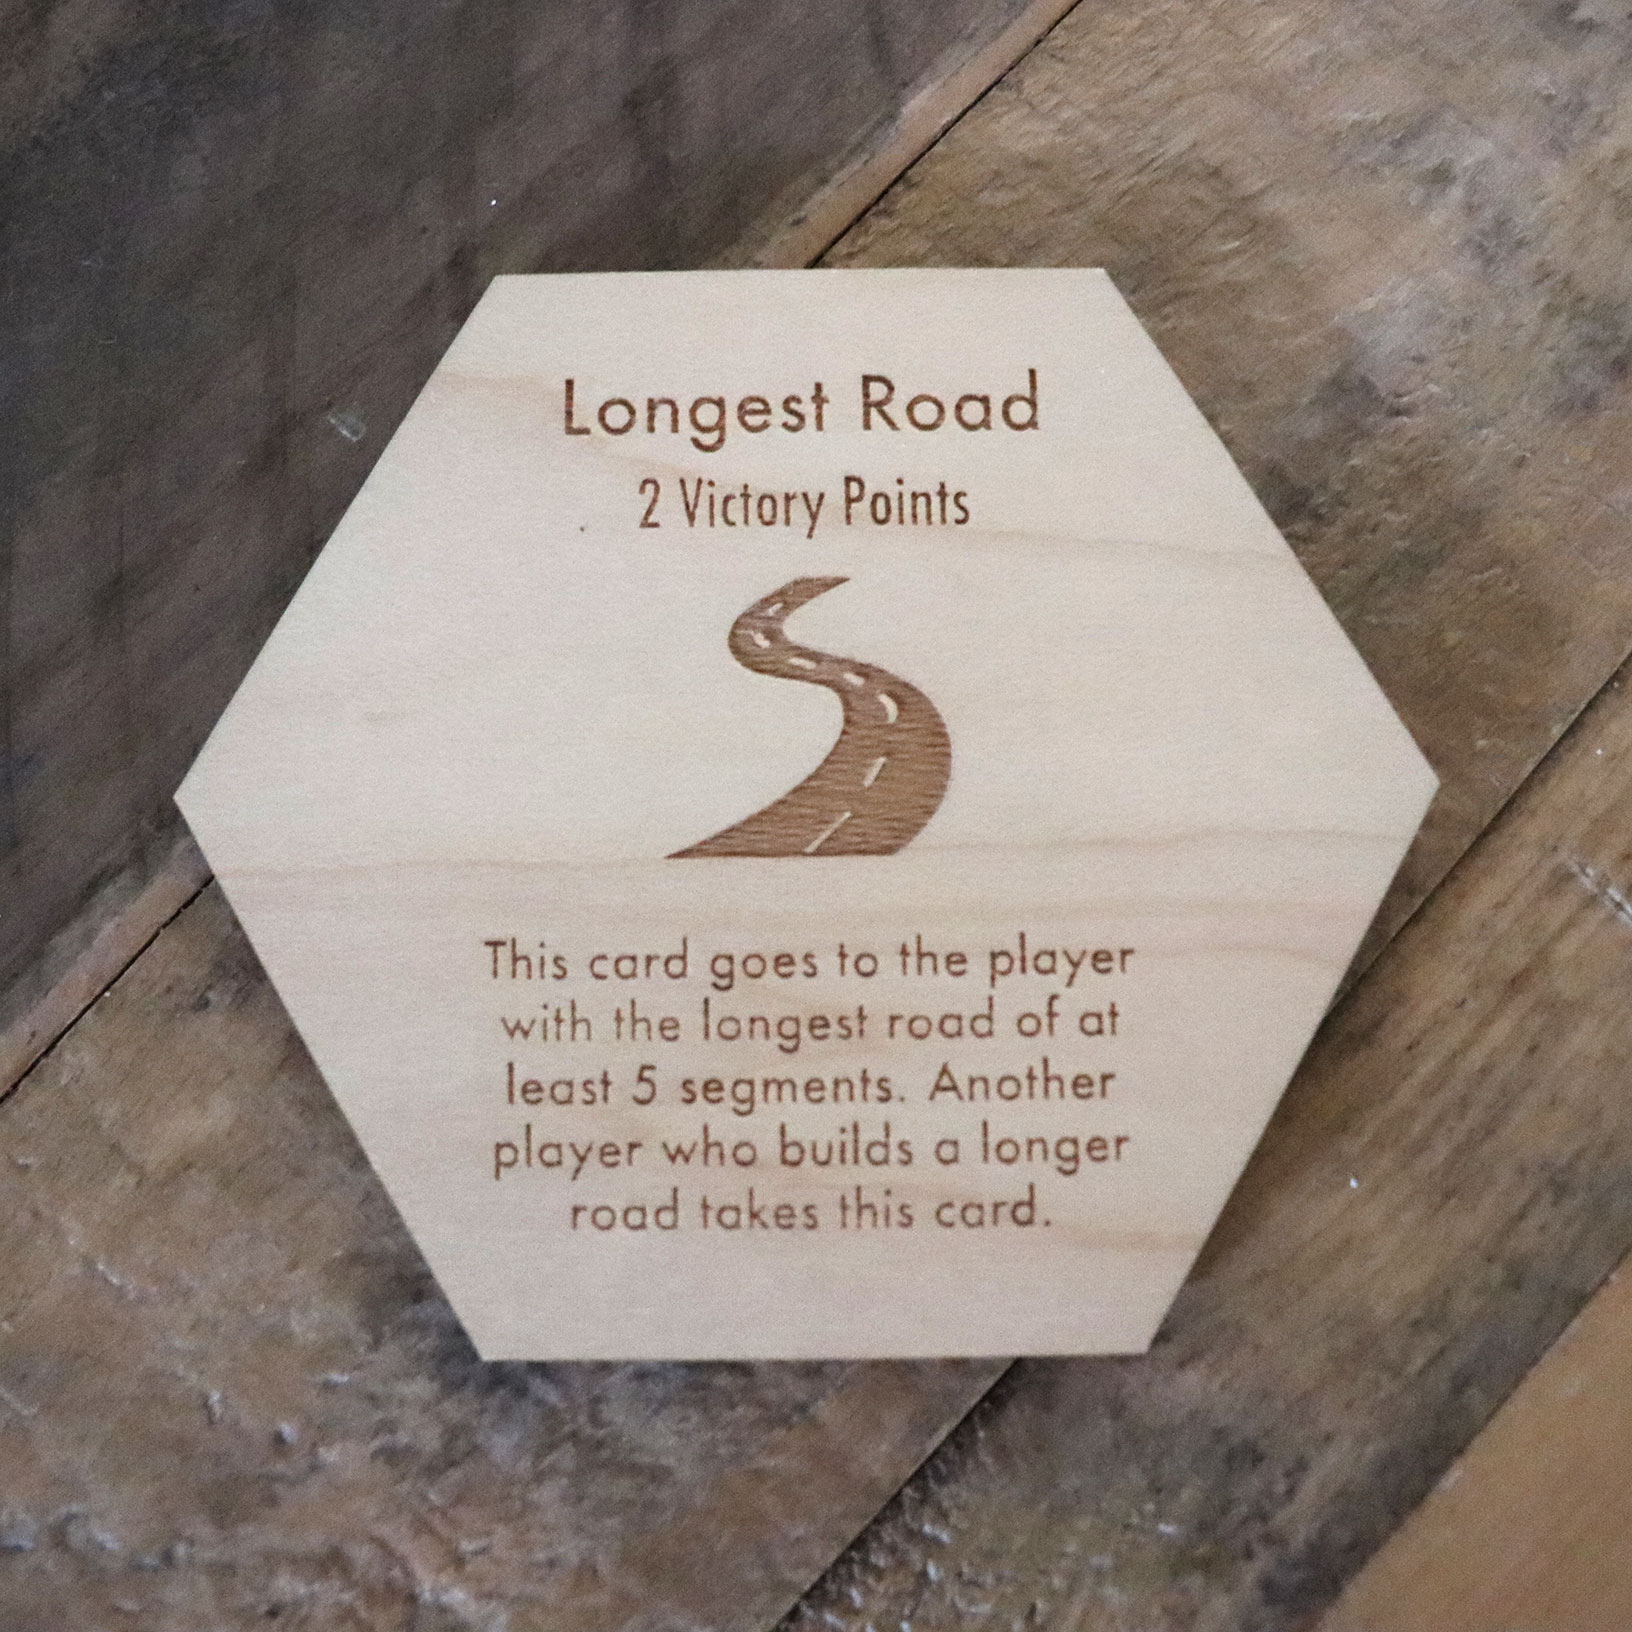 Longest Road
2 Victory Points
This card goes to the player
with the longest road of at
least 5 segments. Another
player who builds a longer
road takes this card.